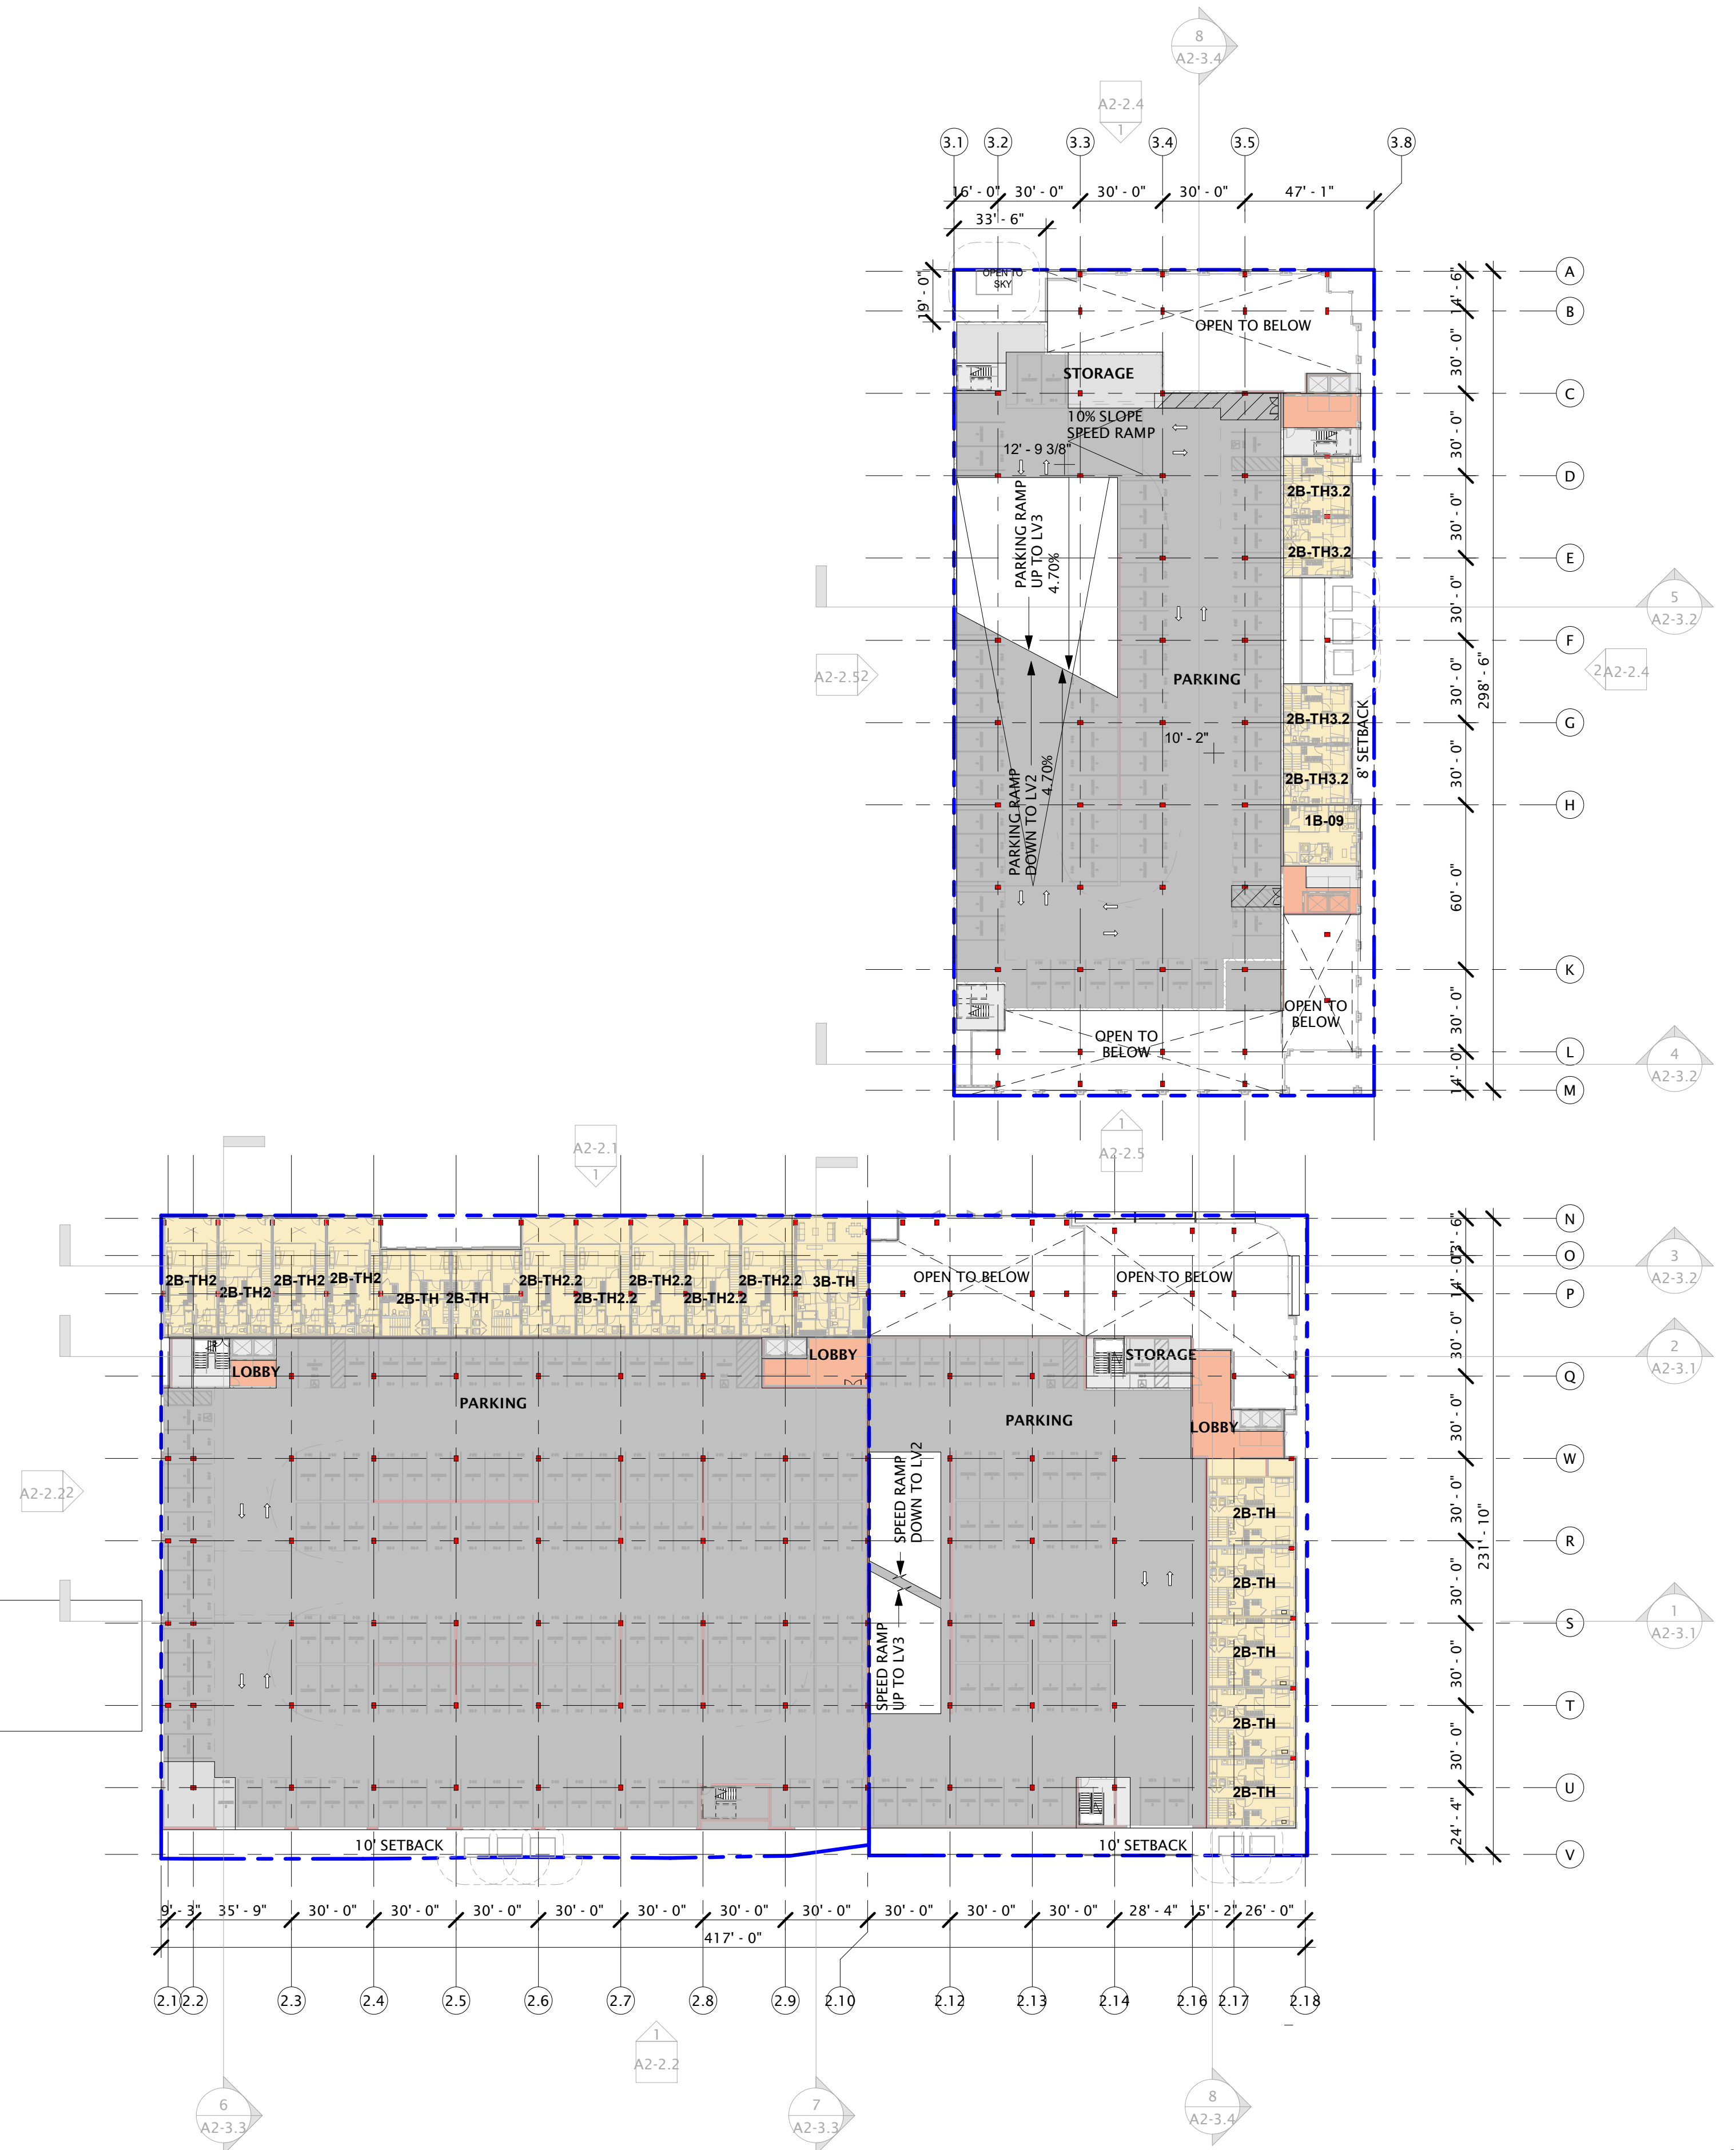 8
A2-3.4
A2-2.4
1
3.1
3.2
3.3
3.4
3.5
3.8
16' - 0"
30' - 0"
30' - 0"
30' - 0"
47' - 1"
33' - 6"
19' - 0"
OPEN TO
SKY
OPEN TO BELOW
STORAGE
10% SLOPE
SPEED RAMP
12' - 9 3/8"
PARKING RAMP
UP TO LV3
4.70%
PARKING
10' - 2"
PARKING RAMP
DOWN TO LV2
4.70%
2B-TH3.2
2B-TH3.2
2B-TH3.2
2B-TH3.2
1B-09
8' SETBACK
OPEN TO
BELOW
OPEN TO
BELOW
14' - 6"
30' - 0"
30' - 0"
30' - 0"
30' - 0"
30' - 0"
30' - 0"
60' - 0"
30' - 0"
14' - 0"
298' - 6"
A
B
C
D
E
F
G
H
K
L
M
5
A2-3.2
4
A2-3.2
2
A2-2.4
A2-2.5
2
1
A2-2.5
A2-2.1
1
2B-TH2
2B-TH2
2B-TH2
2B-TH2
2B-TH
2B-TH
2B-TH2.2
2B-TH2.2
2B-TH2.2
2B-TH2.2
2B-TH2.2
3B-TH
OPEN TO BELOW
OPEN TO BELOW
LOBBY
LOBBY
STORAGE
LOBBY
PARKING
PARKING
SPEED RAMP
DOWN TO LV2
SPEED RAMP
UP TO LV3
2B-TH
2B-TH
2B-TH
2B-TH
2B-TH
10' SETBACK
10' SETBACK
13' - 6"
14' - 0"
30' - 0"
30' - 0"
30' - 0"
30' - 0"
30' - 0"
30' - 0"
24' - 4"
231' - 10"
N
O
P
Q
W
R
S
T
U
V
3
A2-3.2
2
A2-3.1
1
A2-3.1
A2-2.2
2
9' - 3"
35' - 9"
30' - 0"
30' - 0"
30' - 0"
30' - 0"
30' - 0"
30' - 0"
30' - 0"
30' - 0"
30' - 0"
30' - 0"
28' - 4"
15' - 2"
26' - 0"
417' - 0"
2.1
2.2
2.3
2.4
2.5
2.6
2.7
2.8
2.9
2.10
2.12
2.13
2.14
2.16
2.17
2.18
1
A2-2.2
6
A2-3.3
7
A2-3.3
8
A2-3.4